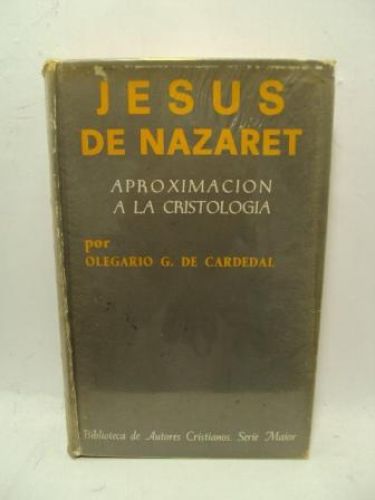 JESUS
DE NAZARET
APROXIMACION
A LA CRISTOLOGIA
por
OLEGARIO G. DE CARDEDAL
Biblioteca de Autores Cristianos. Serie Maior